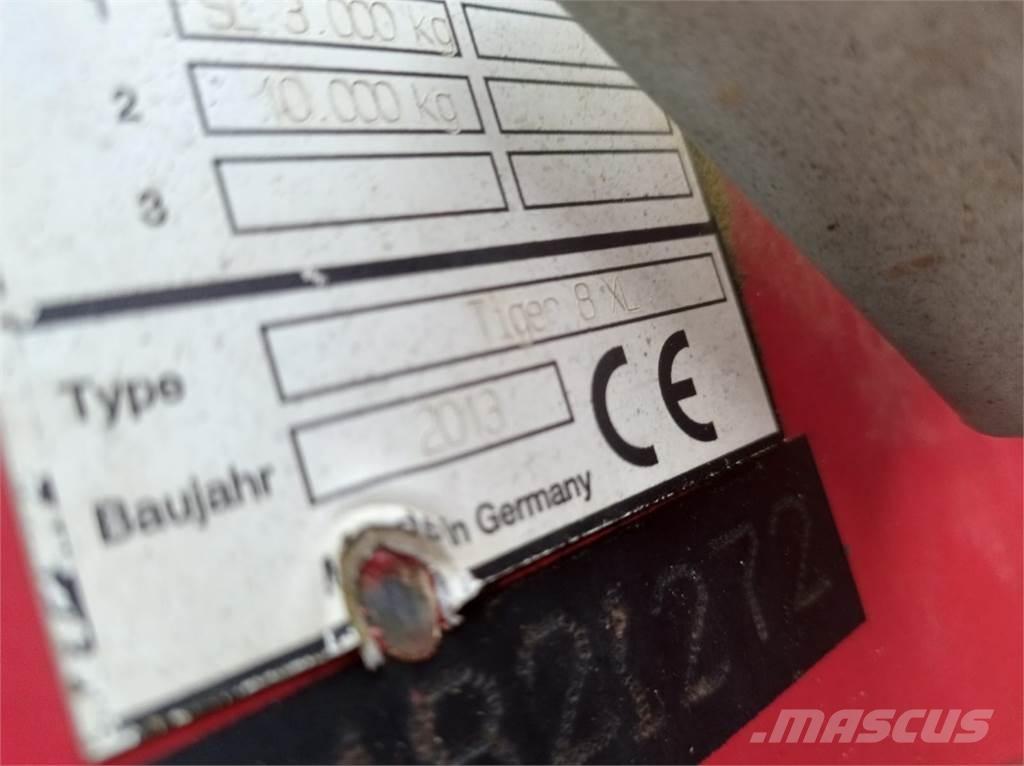 SL 3.000 kg
2 10.000 kg
3
Type Tiger 8 XL
Baujahr 2013
CE
in Germany
272
MASCUS